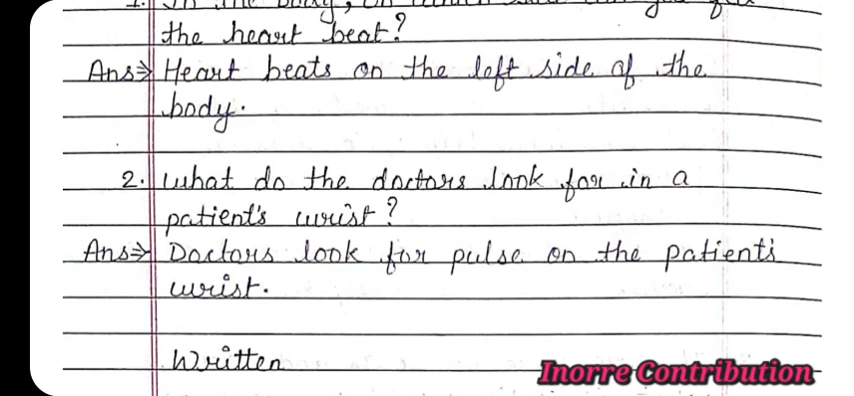 the heart beat?
Ans⇒ Heart beats on the left side of the
body.
2. What do the doctors look for in a
patient's wrist?
Ans⇒ Doctors look for pulse on the patient's
wrist.
Written
Inorre Contribution